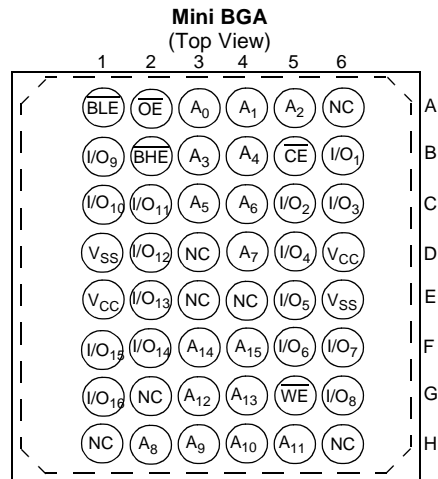 Mini BGA
(Top View)
1 2 3 4 5 6
BLE OE A0 A1 A2 NC A
I/O9 BHE A3 A4 CE I/O1 B
I/O10 I/O11 A5 A6 I/O2 I/O3 C
VSS I/O12 NC A7 I/O4 VCC D
VCC I/O13 NC NC I/O5 VSS E
I/O15 I/O14 A14 A15 I/O6 I/O7 F
I/O16 NC A12 A13 WE I/O8 G
NC A8 A9 A10 A11 NC H